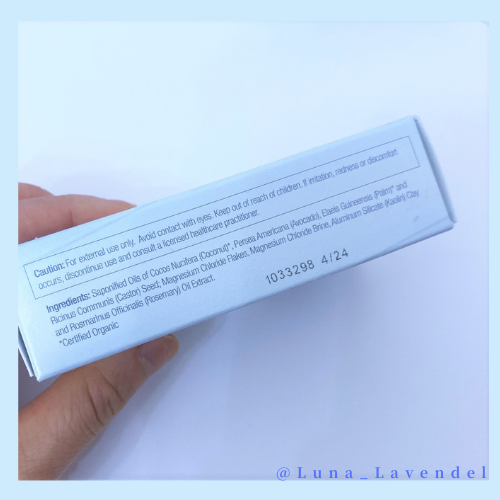 Caution: For external use only. Avoid contact with eyes. Keep out of reach of children. If irritation, redness or discomfort
occurs, discontinue use and consult a licensed healthcare practitioner.
Ingredients: Saponified Oils of Cocos Nucifera (Coconut)*, Persea Americana (Avocado), Elaeis Guineensis (Palm)* and
Ricinus Communis (Castor) Seed; Magnesium Chloride Flakes, Magnesium Chloride Brine, Aluminum Silicate (Kaolin) Clay
and Rosmarinus Officinalis (Rosemary) Oil Extract.
*Certified Organic
1033298 4/24
@Luna_Lavendel